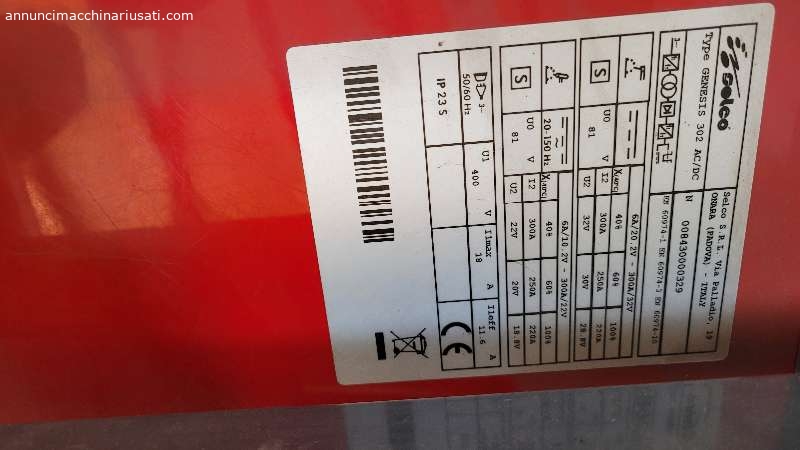 annuncimacchinariusati.com
Selco
Selco S.R.L. Via Palladio, 19
ONARA (PADOVA) - ITALY
Type GENESIS 302 AC/DC
N 008430000329
EN 60974-1 EN 60974-3 EN 60974-10
6A/20.2V - 300A/32V
X(40°C) 40% 60% 100%
S U0 V 81
I2 300A 250A 220A
U2 32V 30V 28.8V
20-150 Hz
6A/10.2V - 300A/22V
X(40°C) 40% 60% 100%
S U0 V 81
I2 300A 250A 220A
U2 22V 20V 18.8V
3~ 50/60 Hz
U1 400 V
I1max 18 A
I1eff 11.6 A
IP 23 S
CE